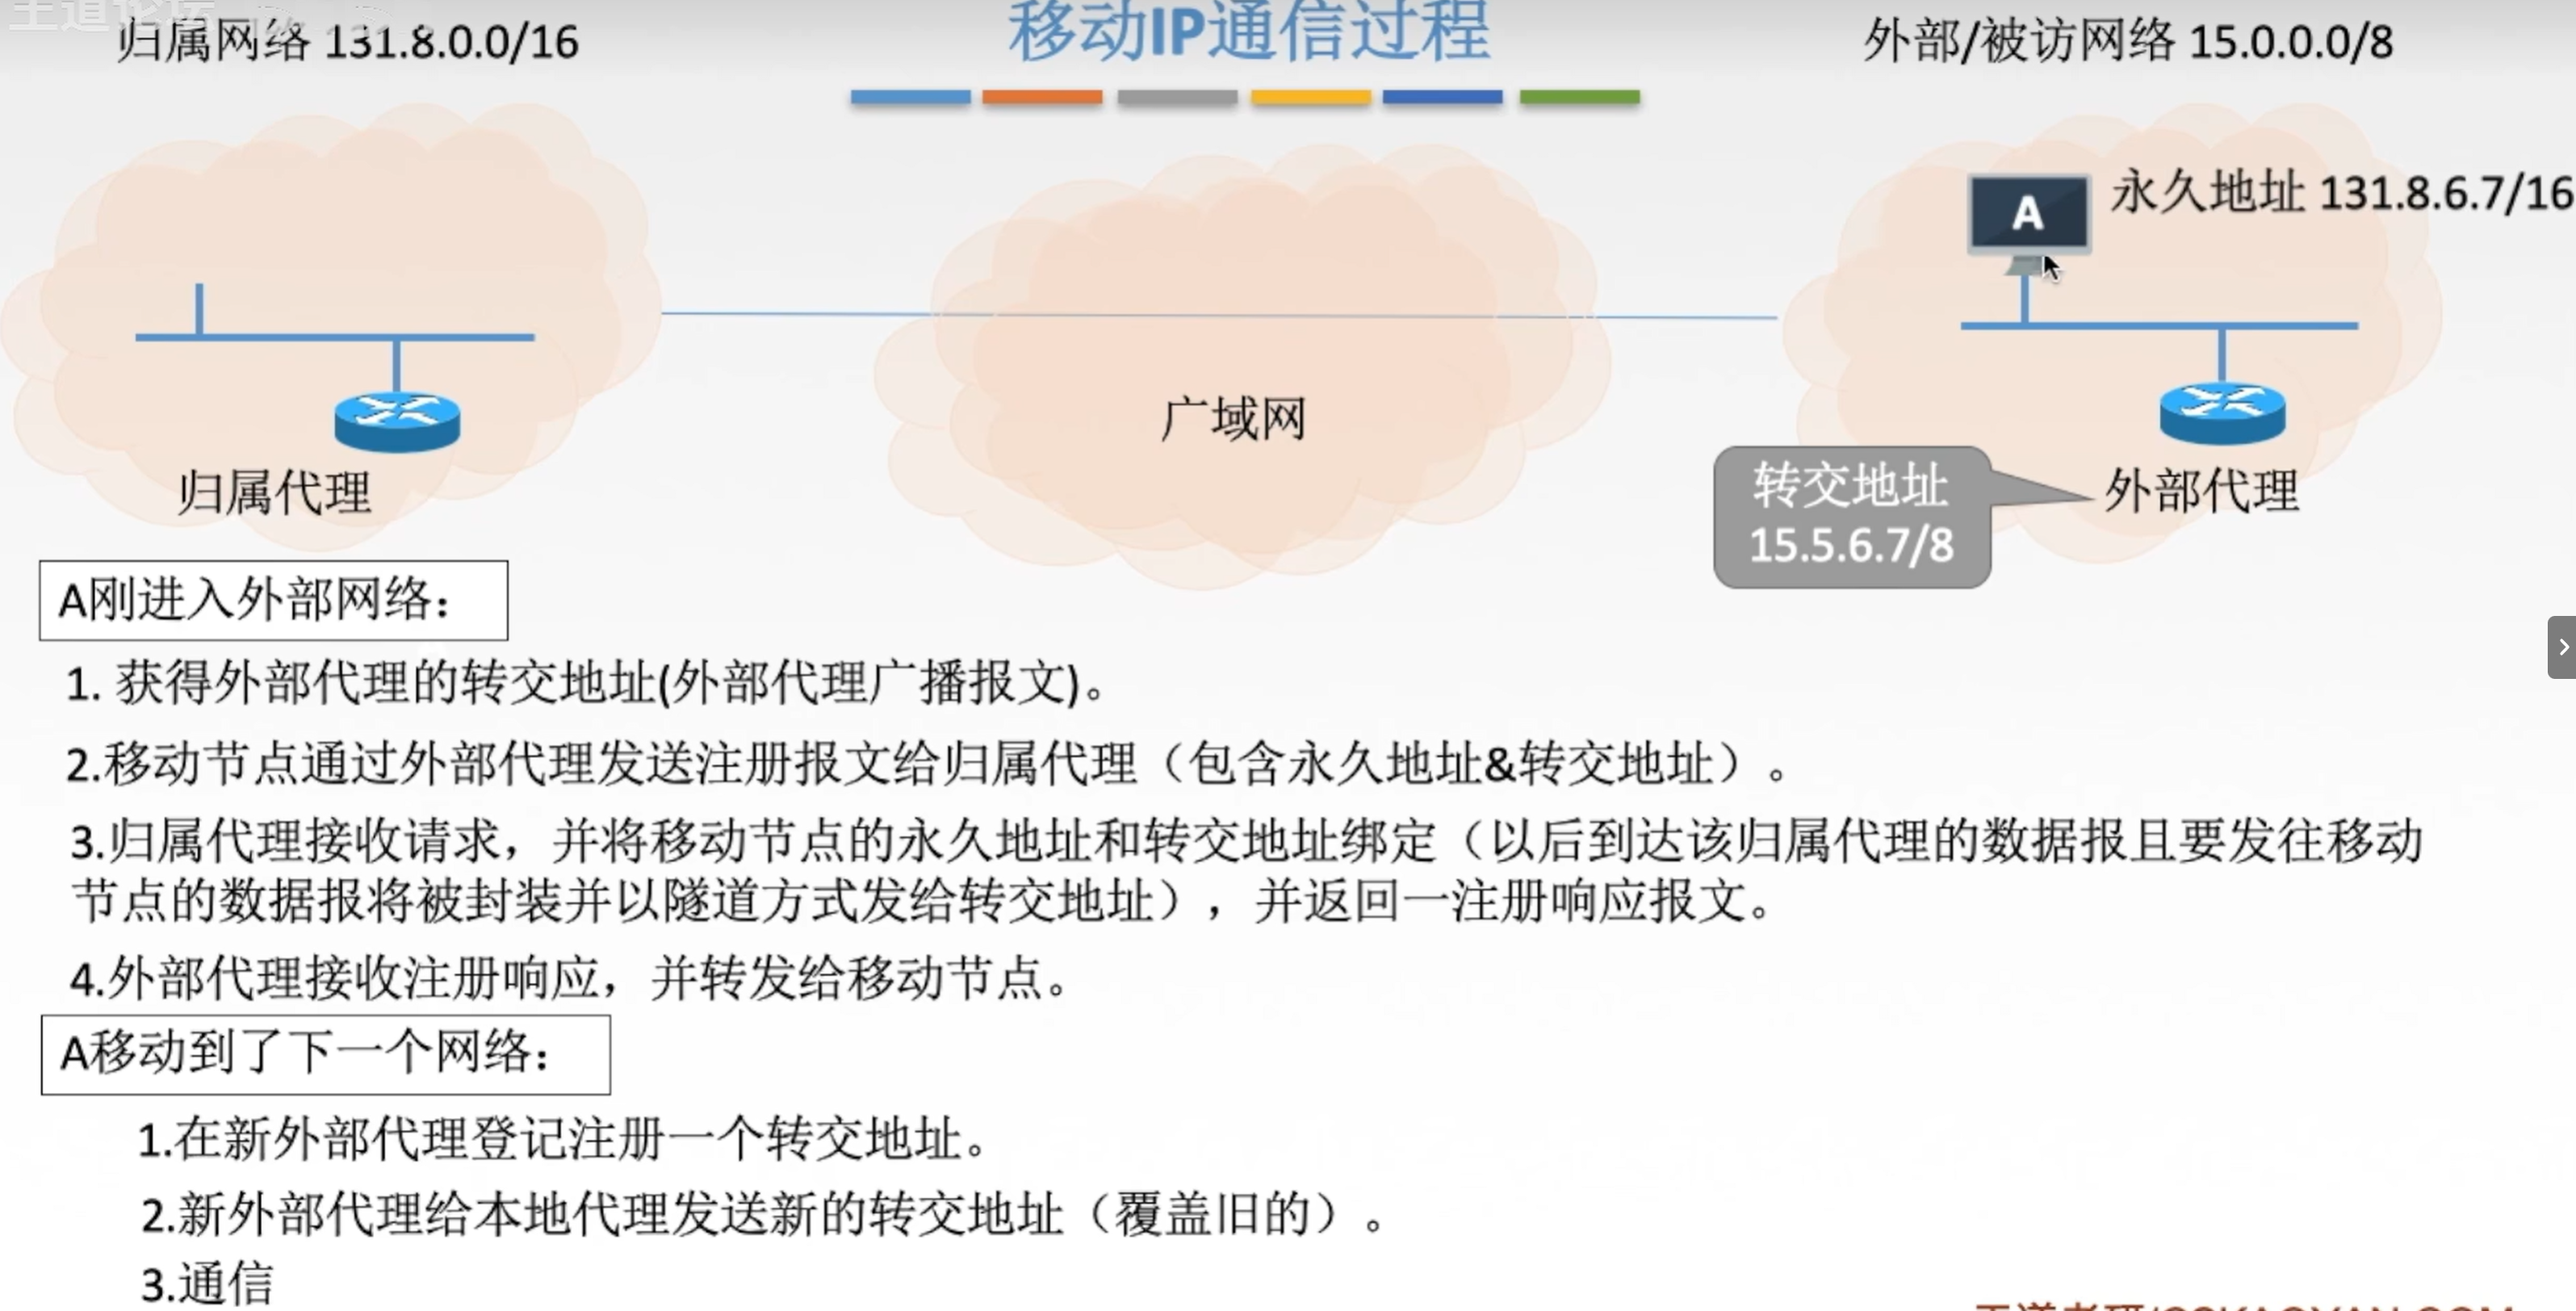 王道论坛
归属网络 131.8.0.0/16
移动IP通信过程
外部/被访网络 15.0.0.0/8
A
永久地址 131.8.6.7/16
广域网
归属代理
转交地址
15.5.6.7/8
外部代理
A刚进入外部网络：
1. 获得外部代理的转交地址(外部代理广播报文)。
2.移动节点通过外部代理发送注册报文给归属代理（包含永久地址&转交地址）。
3.归属代理接收请求，并将移动节点的永久地址和转交地址绑定（以后到达该归属代理的数据报且要发往移动
节点的数据报将被封装并以隧道方式发给转交地址），并返回一注册响应报文。
4.外部代理接收注册响应，并转发给移动节点。
A移动到了下一个网络：
1.在新外部代理登记注册一个转交地址。
2.新外部代理给本地代理发送新的转交地址（覆盖旧的）。
3.通信